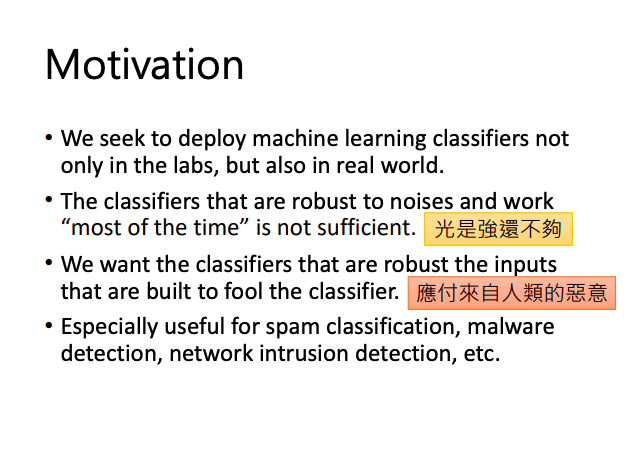 Motivation
• We seek to deploy machine learning classifiers not
only in the labs, but also in real world.
• The classifiers that are robust to noises and work
“most of the time” is not sufficient. 光是強還不夠
• We want the classifiers that are robust the inputs
that are built to fool the classifier. 應付來自人類的惡意
• Especially useful for spam classification, malware
detection, network intrusion detection, etc.